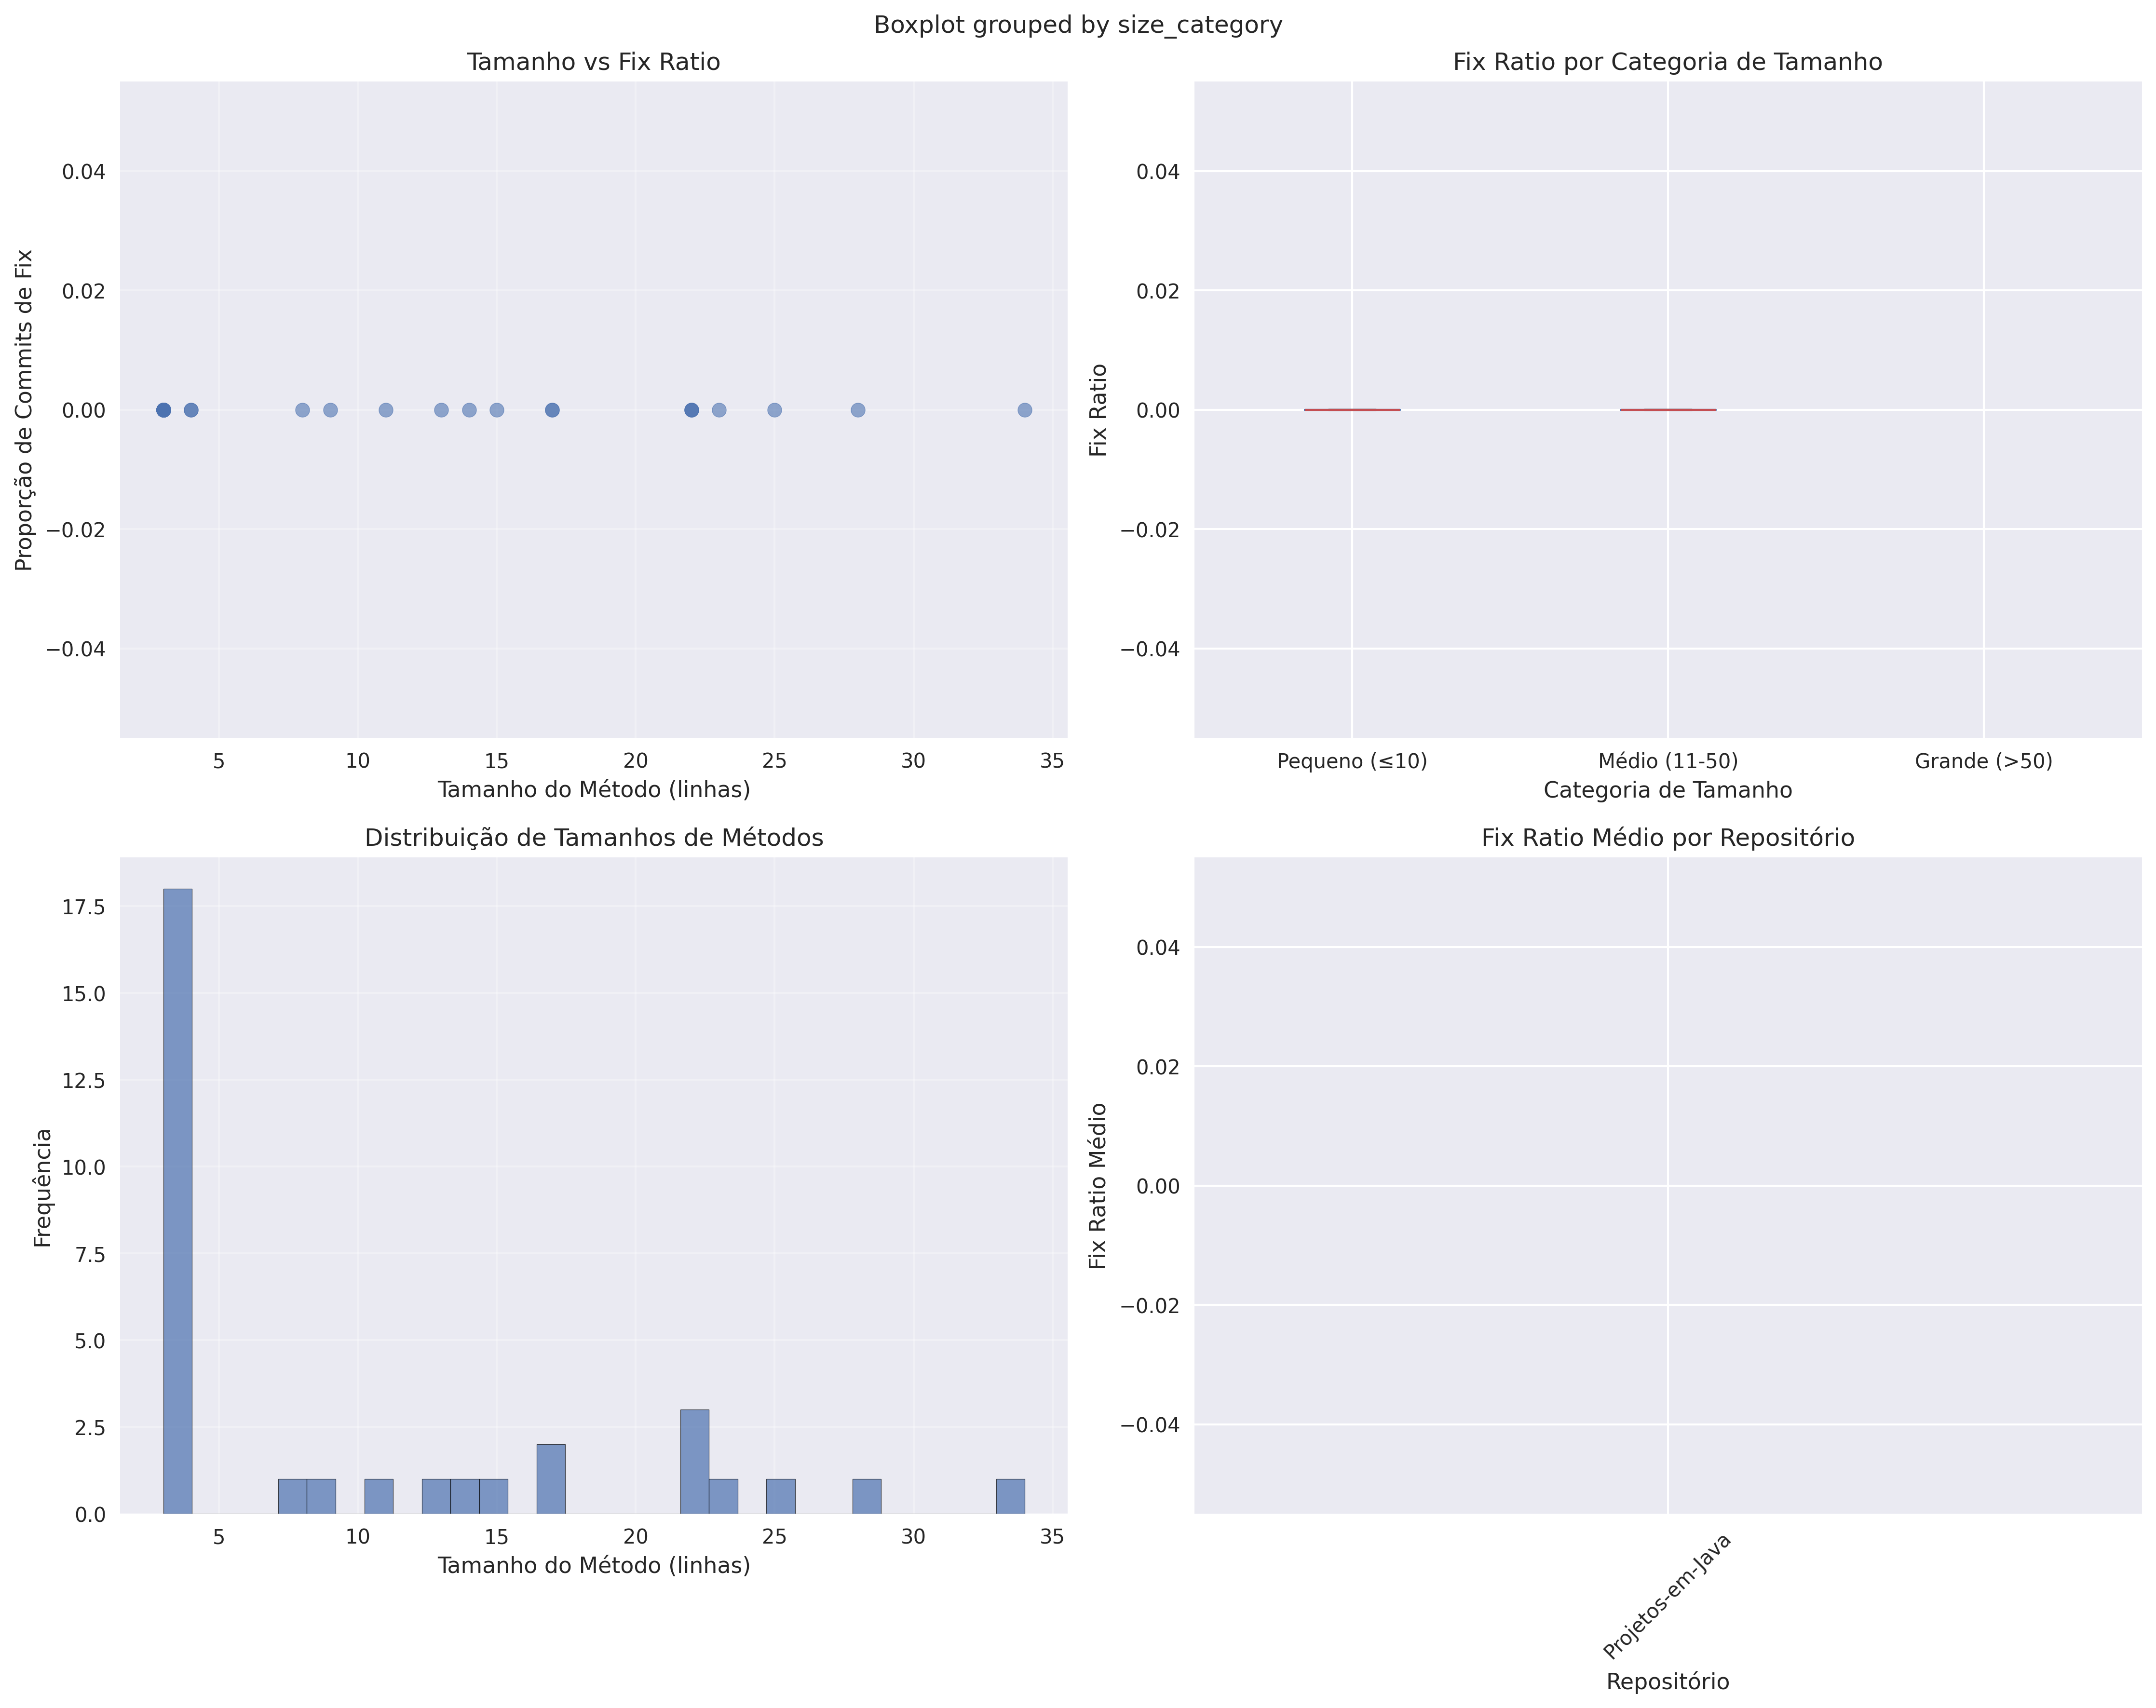 Boxplot grouped by size_category
Tamanho vs Fix Ratio
Proporção de Commits de Fix
0.04
0.02
0.00
−0.02
−0.04
5 10 15 20 25 30 35
Tamanho do Método (linhas)
Fix Ratio por Categoria de Tamanho
Fix Ratio
0.04
0.02
0.00
−0.02
−0.04
Pequeno (≤10) Médio (11-50) Grande (>50)
Categoria de Tamanho
Distribuição de Tamanhos de Métodos
Frequência
17.5
15.0
12.5
10.0
7.5
5.0
2.5
0.0
5 10 15 20 25 30 35
Tamanho do Método (linhas)
Fix Ratio Médio por Repositório
Fix Ratio Médio
0.04
0.02
0.00
−0.02
−0.04
Projetos-em-Java
Repositório